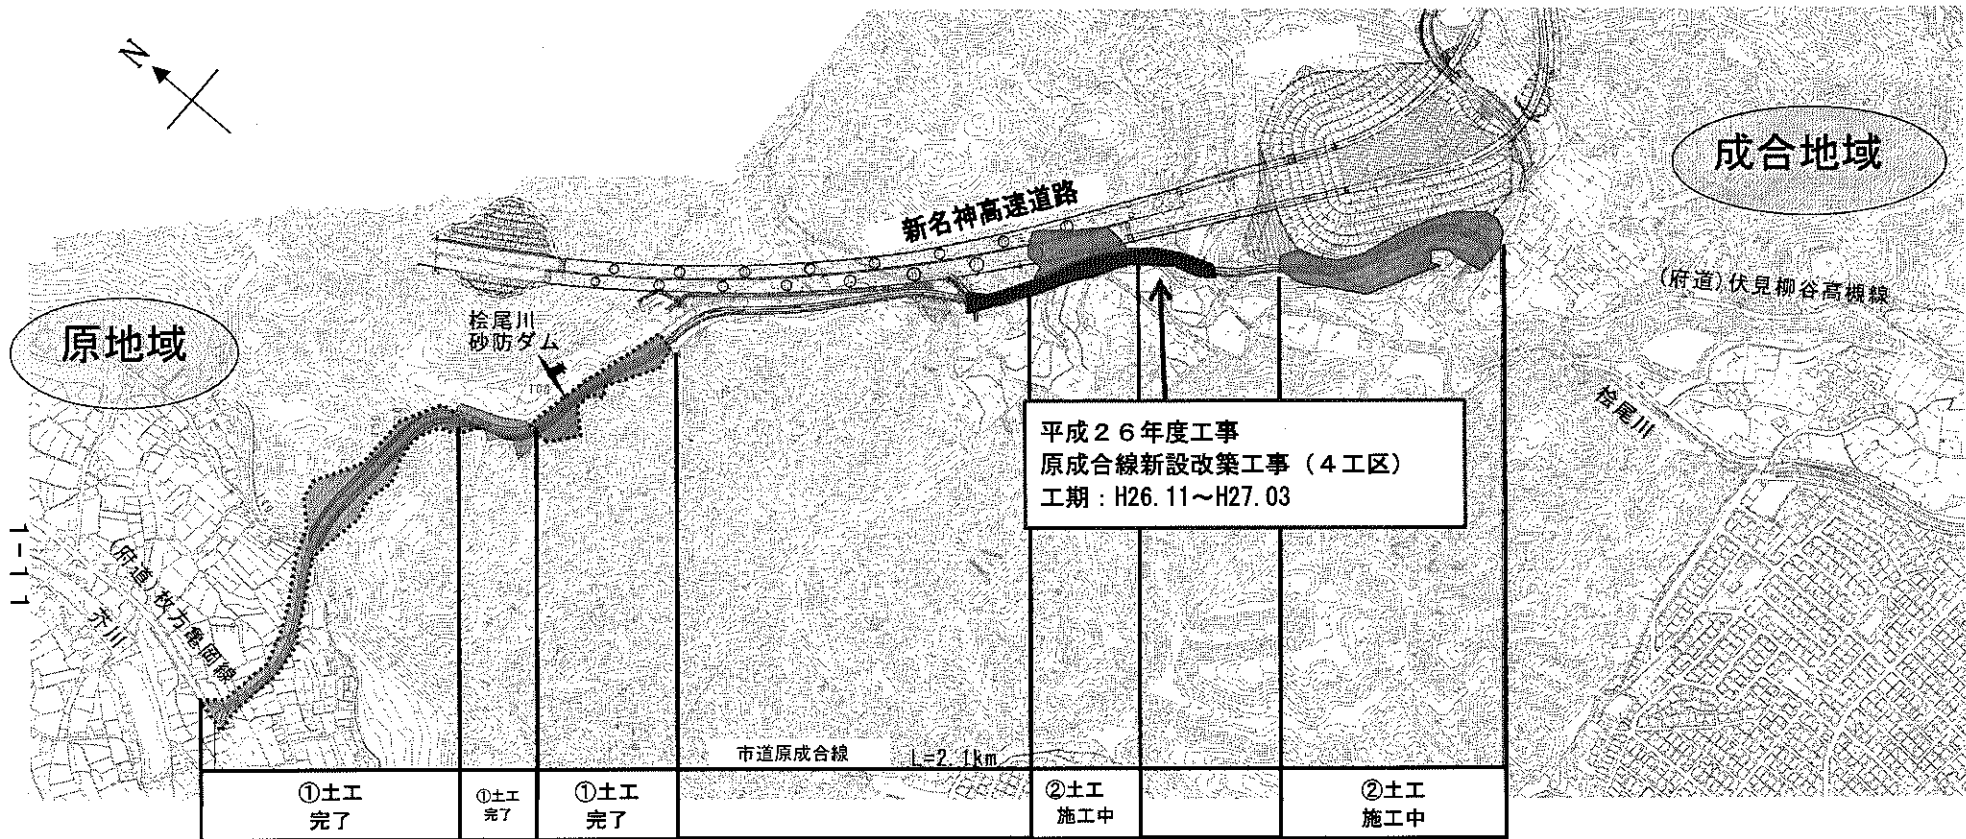 N
成合地域
新名神高速道路
(府道)伏見柳谷高槻線
原地域
桧尾川
砂防ダム
桧尾川
平成26年度工事
原成合線新設改築工事(4工区)
工期:H26.11~H27.03
(府道)枚方亀岡線
芥川
1-11
市道原成合線 L=2.1km
①土工
完了
①土工
完了
①土工
完了
②土工
施工中
②土工
施工中